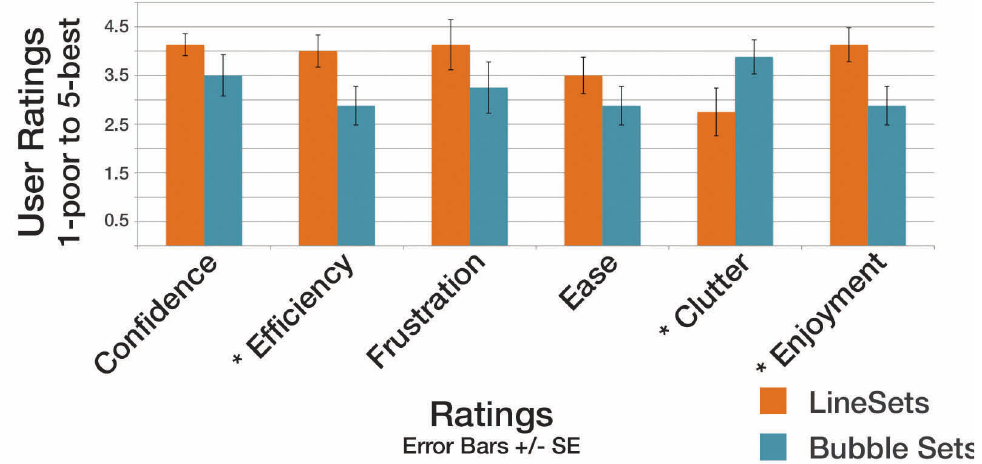 User Ratings
1-poor to 5-best
4.5
3.5
2.5
1.5
0.5
Confidence
* Efficiency
Frustration
Ease
* Clutter
* Enjoyment
Ratings
Error Bars +/- SE
LineSets
Bubble Sets